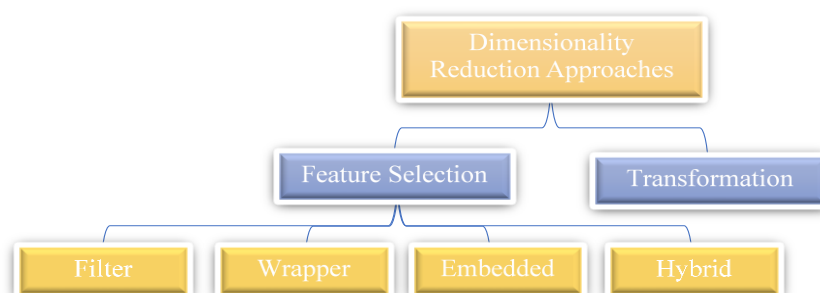 Dimensionality
Reduction Approaches
Feature Selection
Transformation
Filter
Wrapper
Embedded
Hybrid